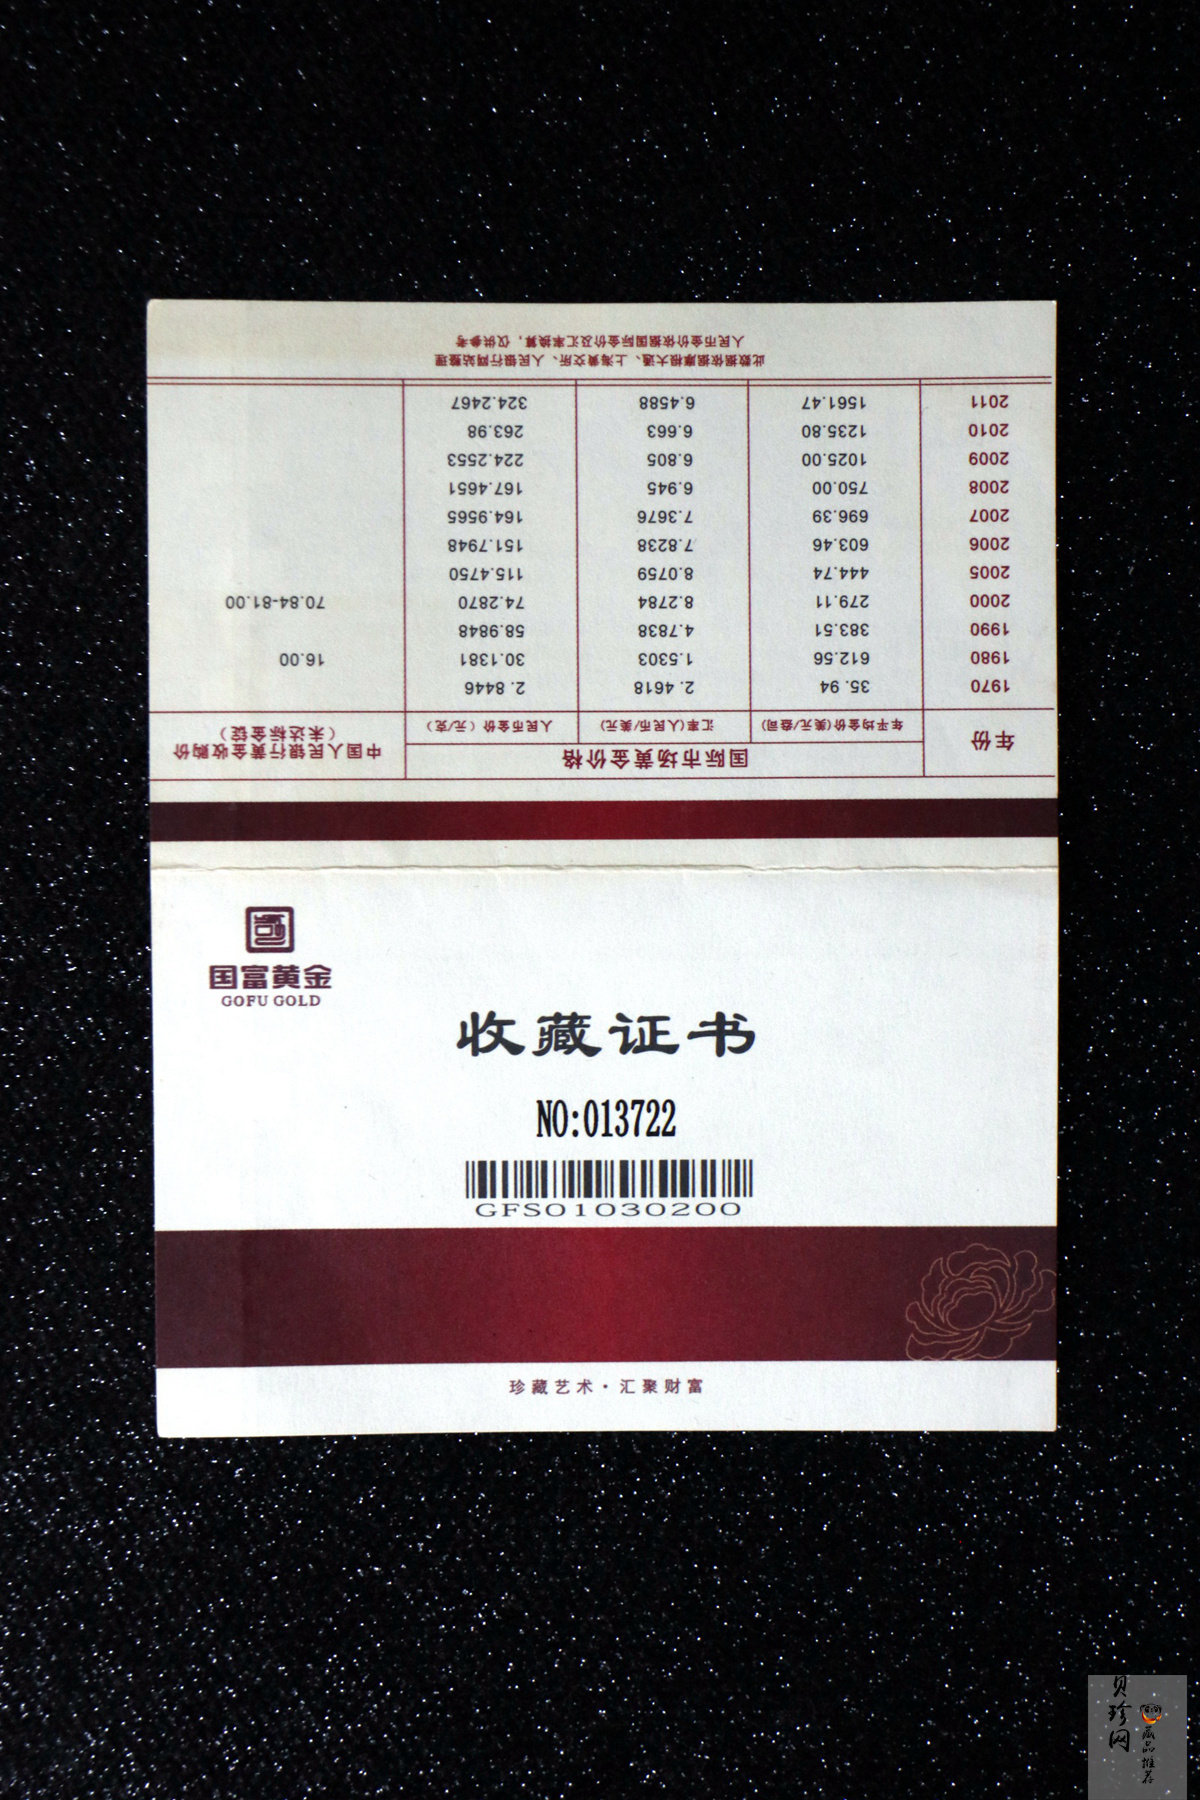 年份
国际市场黄金价格
中国人民银行黄金收购价
(未达标金锭)
年平均金价(美元/盎司)
汇率(人民币/美元)
人民币金价(元/克)
1970 35.94 2.4618 2.8446
1980 612.56 1.5303 30.1381 16.00
1990 383.51 4.7838 58.9848
2000 279.11 8.2784 74.2870 70.84-81.00
2005 444.74 8.0759 115.4750
2006 603.46 7.8238 151.7948
2007 696.39 7.3676 164.9565
2008 750.00 6.945 167.4651
2009 1025.00 6.805 224.2553
2010 1235.80 6.663 263.98
2011 1561.47 6.4588 324.2467
此数据依据摩根大通、上海黄交所、人民银行网站整理
人民币金价依据国际金价及汇率换算，仅供参考
国富黄金
GOFU GOLD
收藏证书
NO:013722
GFS01030200
珍藏艺术·汇聚财富
贝珍网
藏品推荐